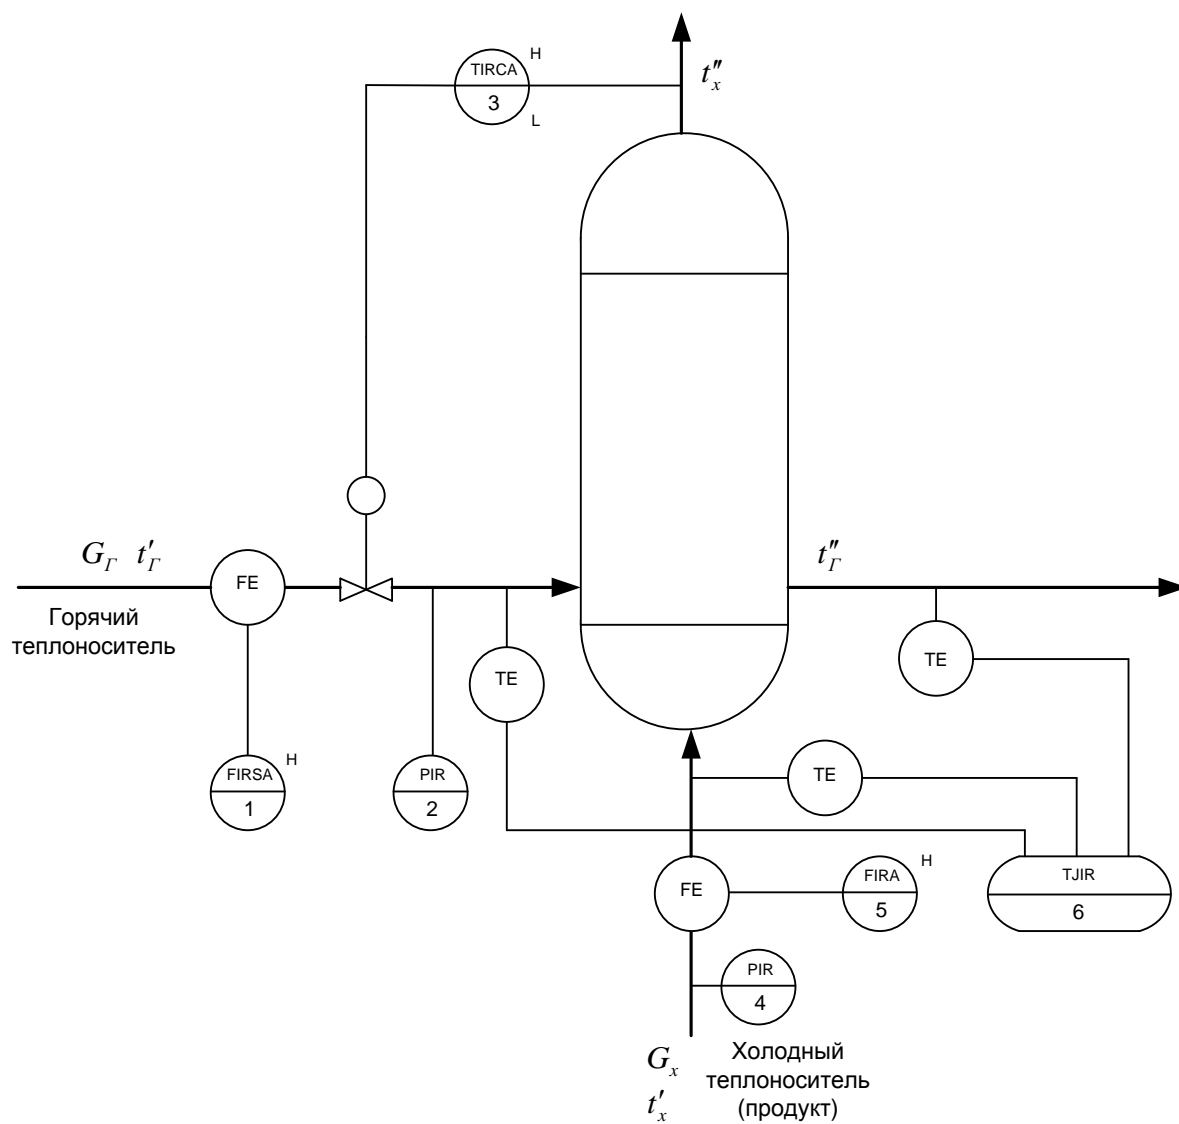 H
TIRCA
3
L
t″x
GГ t′Г
FE
t″Г
Горячий
теплоноситель
TE
TE
FIRSA
H
1
PIR
2
TE
FE
FIRA
H
5
TJIR
6
PIR
4
Gx
t′x
Холодный
теплоноситель
(продукт)